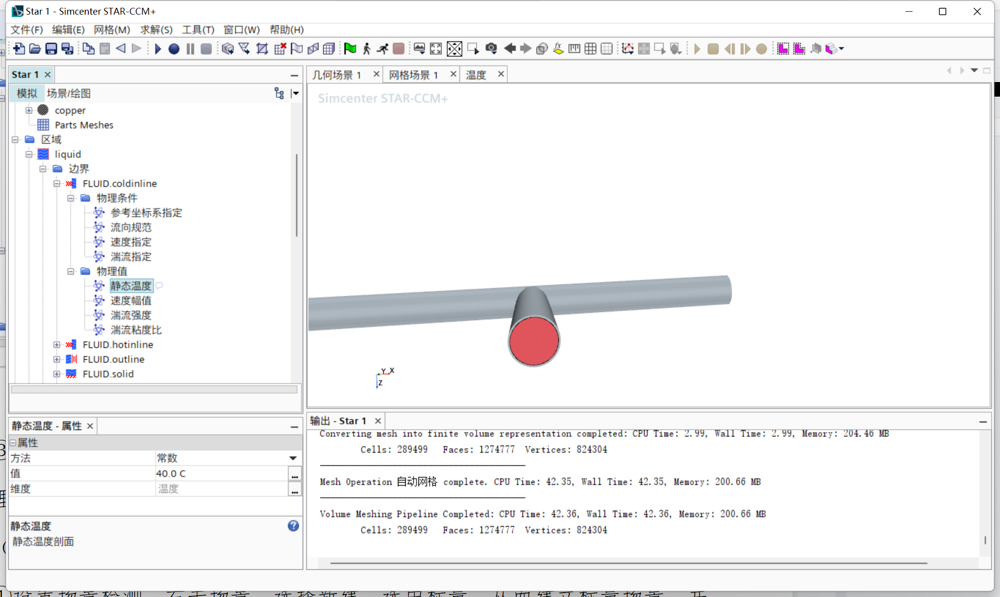 Star 1 - Simcenter STAR-CCM+
文件(F) 编辑(E) 网格(M) 求解(S) 工具(T) 窗口(W) 帮助(H)
Star 1
模拟 场景/绘图
copper
Parts Meshes
区域
liquid
边界
FLUID.coldinline
物理条件
参考坐标系指定
流向规范
速度指定
湍流指定
物理值
静态温度
速度幅值
湍流强度
湍流粘度比
FLUID.hotinline
FLUID.outline
FLUID.solid
静态温度 - 属性
属性
方法 常数
值 40.0 C
维度 温度
静态温度
静态温度剖面
几何场景 1 网格场景 1 温度
Simcenter STAR-CCM+
Y X
Z
输出 - Star 1
Converting mesh into finite volume representation completed: CPU Time: 2.99, Wall Time: 2.99, Memory: 204.46 MB
Cells: 289499 Faces: 1274777 Vertices: 824304
Mesh Operation 自动网格 complete. CPU Time: 42.35, Wall Time: 42.35, Memory: 200.66 MB
Volume Meshing Pipeline Completed: CPU Time: 42.36, Wall Time: 42.36, Memory: 200.66 MB
Cells: 289499 Faces: 1274777 Vertices: 824304